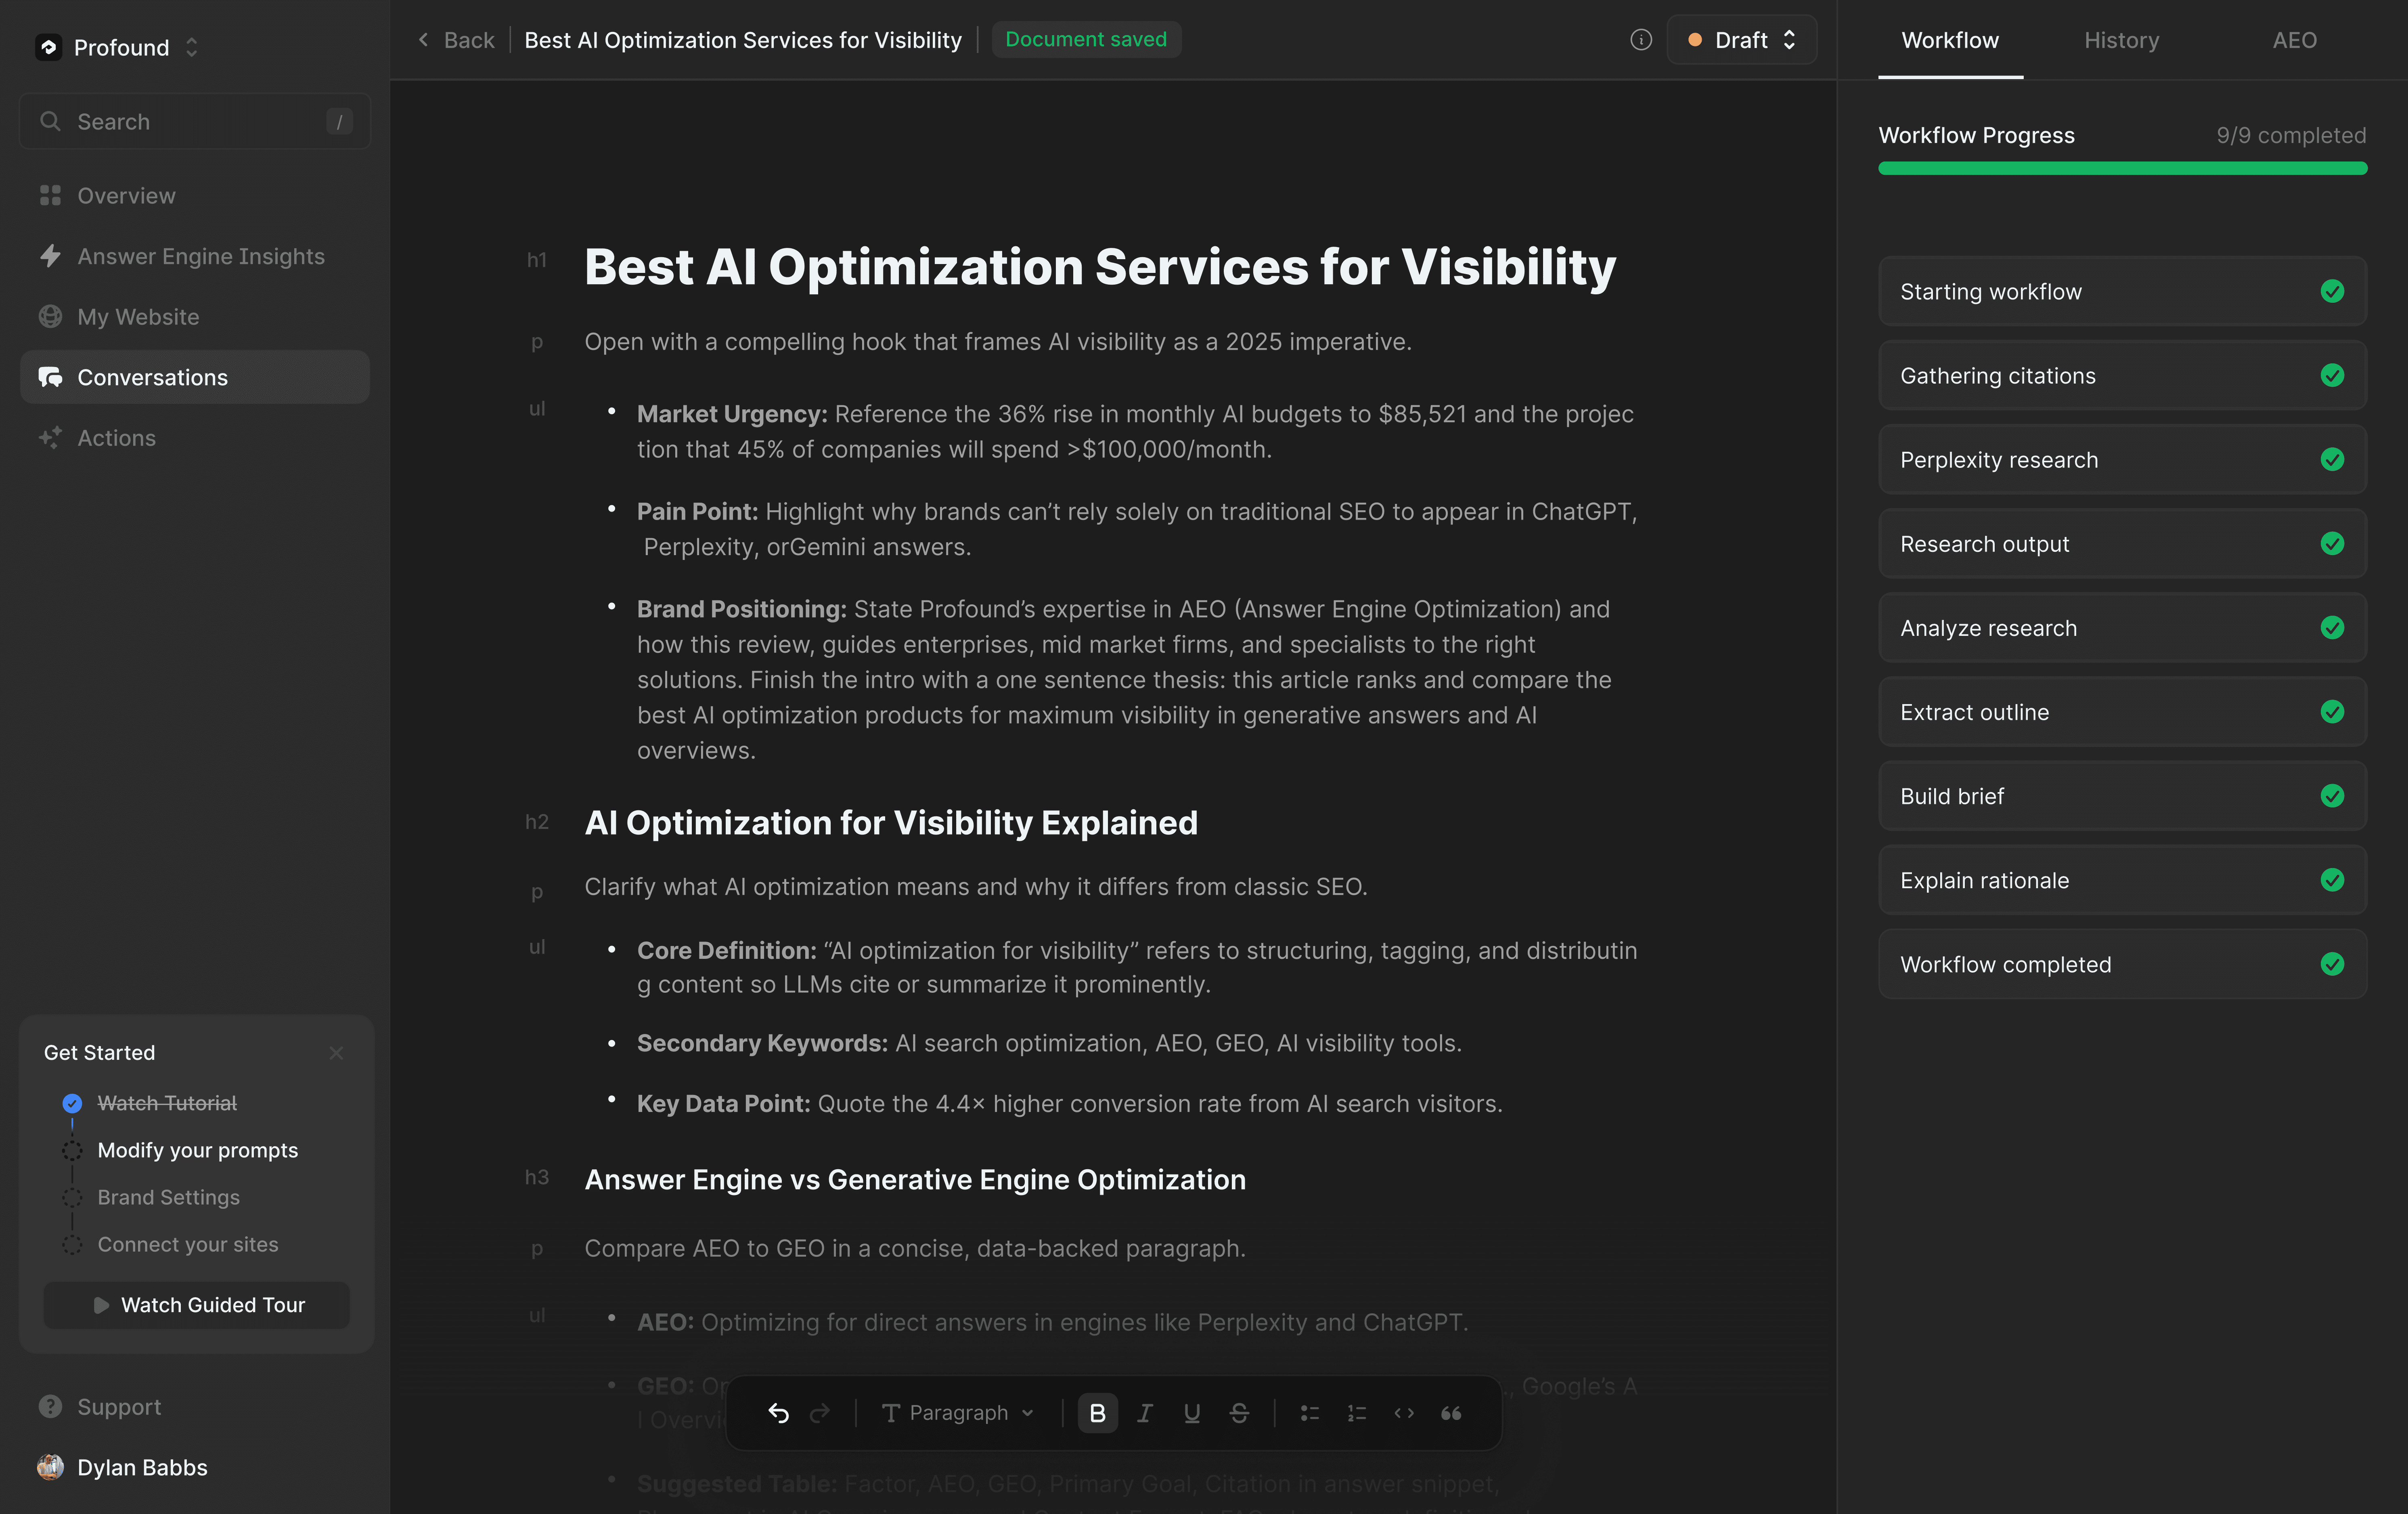 Profound
Search
/
Overview
Answer Engine Insights
My Website
Conversations
Actions
Get Started
Watch Tutorial
Modify your prompts
Brand Settings
Connect your sites
Watch Guided Tour
Support
Dylan Babbs
Back
Best AI Optimization Services for Visibility
Document saved
Draft
h1
Best AI Optimization Services for Visibility
p
Open with a compelling hook that frames AI visibility as a 2025 imperative.
ul
• Market Urgency: Reference the 36% rise in monthly AI budgets to $85,521 and the projec
tion that 45% of companies will spend >$100,000/month.
• Pain Point: Highlight why brands can’t rely solely on traditional SEO to appear in ChatGPT,
Perplexity, orGemini answers.
• Brand Positioning: State Profound’s expertise in AEO (Answer Engine Optimization) and
how this review, guides enterprises, mid market firms, and specialists to the right
solutions. Finish the intro with a one sentence thesis: this article ranks and compare the
best AI optimization products for maximum visibility in generative answers and AI
overviews.
h2
AI Optimization for Visibility Explained
p
Clarify what AI optimization means and why it differs from classic SEO.
ul
• Core Definition: “AI optimization for visibility” refers to structuring, tagging, and distributin
g content so LLMs cite or summarize it prominently.
• Secondary Keywords: AI search optimization, AEO, GEO, AI visibility tools.
• Key Data Point: Quote the 4.4× higher conversion rate from AI search visitors.
h3
Answer Engine vs Generative Engine Optimization
p
Compare AEO to GEO in a concise, data-backed paragraph.
ul
• AEO: Optimizing for direct answers in engines like Perplexity and ChatGPT.
• GEO: Google’s A
I
• Suggested Table: Factor, AEO, GEO, Primary Goal, Citation in answer snippet,
Paragraph
B
I
U
S
Workflow
History
AEO
Workflow Progress
9/9 completed
Starting workflow
Gathering citations
Perplexity research
Research output
Analyze research
Extract outline
Build brief
Explain rationale
Workflow completed